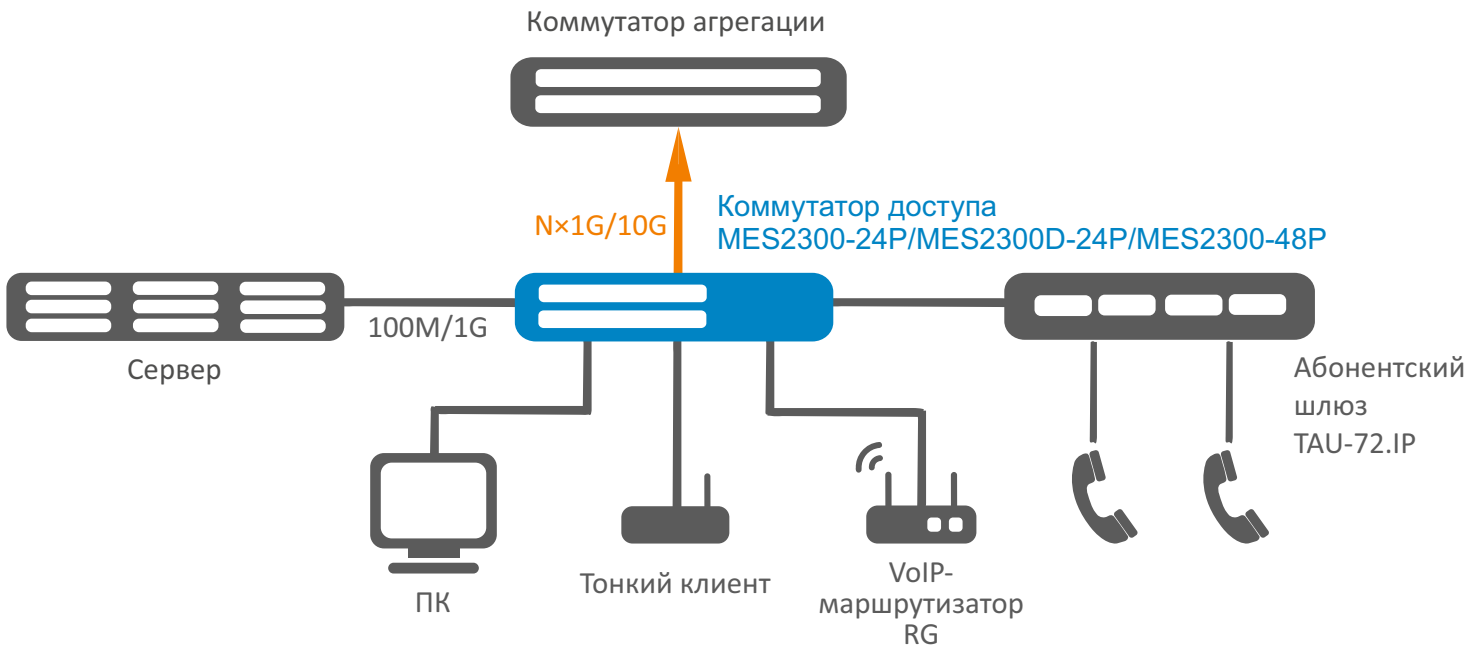 Коммутатор агрегации
N×1G/10G
Коммутатор доступа
MES2300-24P/MES2300D-24P/MES2300-48P
100M/1G
Сервер
Абонентский
шлюз
TAU-72.IP
ПК
Тонкий клиент
VoIP-
маршрутизатор
RG